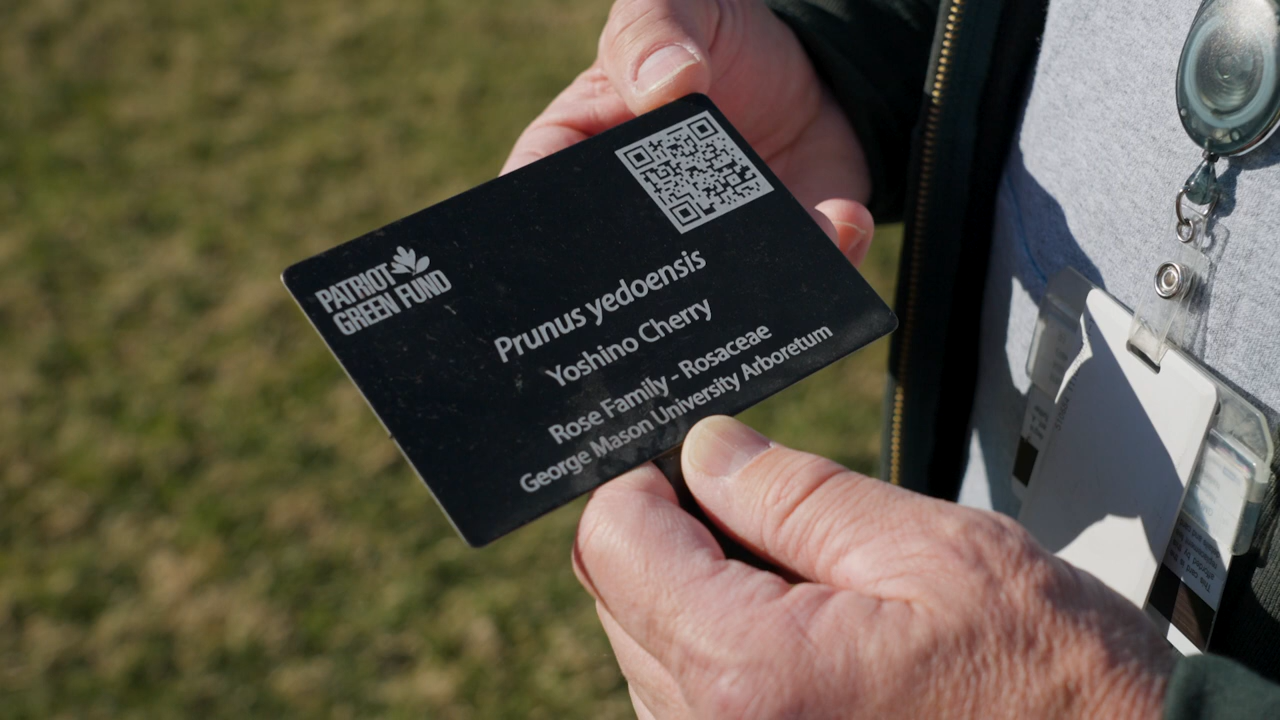 PATRIOT
GREEN FUND
Prunus yedoensis
Yoshino Cherry
Rose Family - Rosaceae
George Mason University Arboretum